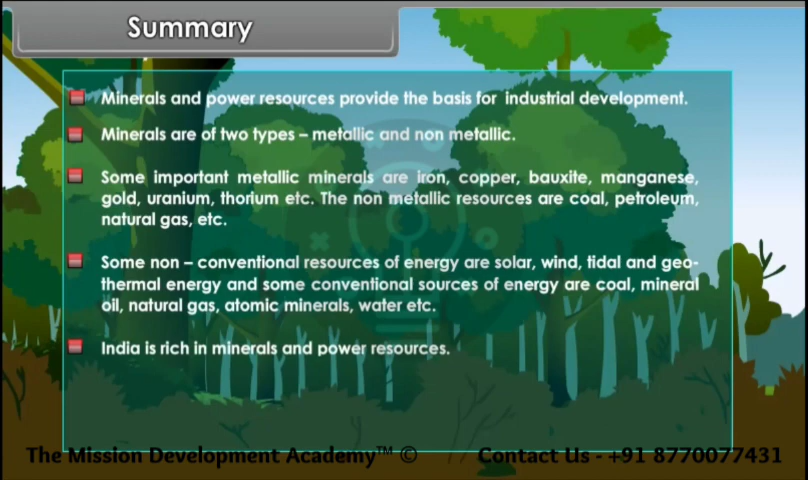 Summary
Minerals and power resources provide the basis for industrial development.
Minerals are of two types – metallic and non metallic.
Some important metallic minerals are iron, copper, bauxite, manganese,
gold, uranium, thorium etc. The non metallic resources are coal, petroleum,
natural gas, etc.
Some non – conventional resources of energy are solar, wind, tidal and geo-
thermal energy and some conventional sources of energy are coal, mineral
oil, natural gas, atomic minerals, water etc.
India is rich in minerals and power resources.
The Mission Development Academy™ © Contact Us - +91 8770077431